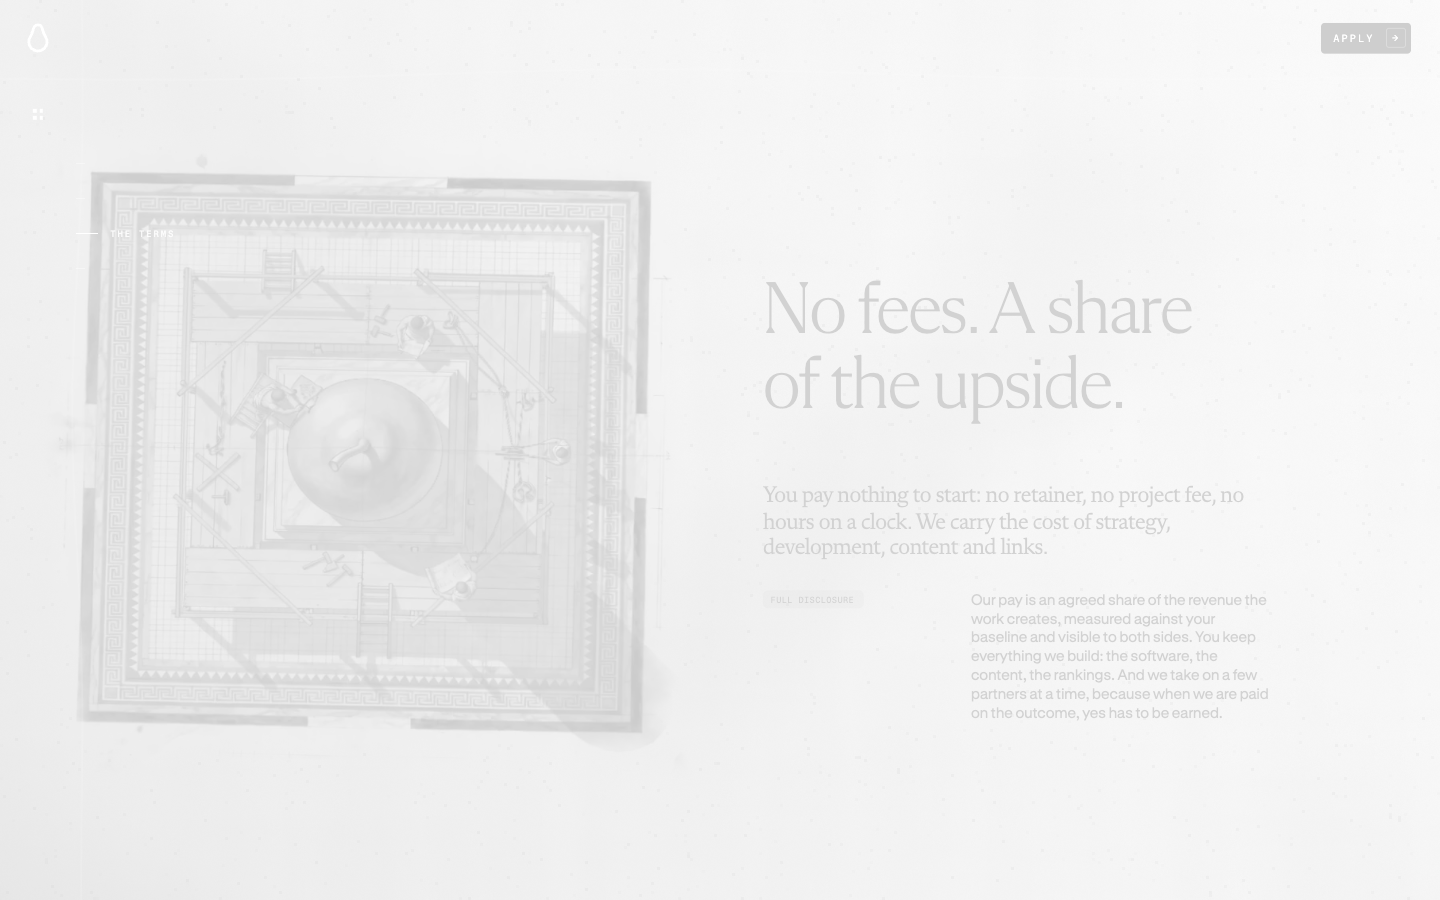 APPLY
THE TERMS
No fees. A share
of the upside.
You pay nothing to start: no retainer, no project fee, no
hours on a clock. We carry the cost of strategy,
development, content and links.
FULL DISCLOSURE
Our pay is an agreed share of the revenue the
work creates, measured against your
baseline and visible to both sides. You keep
everything we build: the software, the
content, the rankings. And we take on a few
partners at a time, because when we are paid
on the outcome, yes has to be earned.